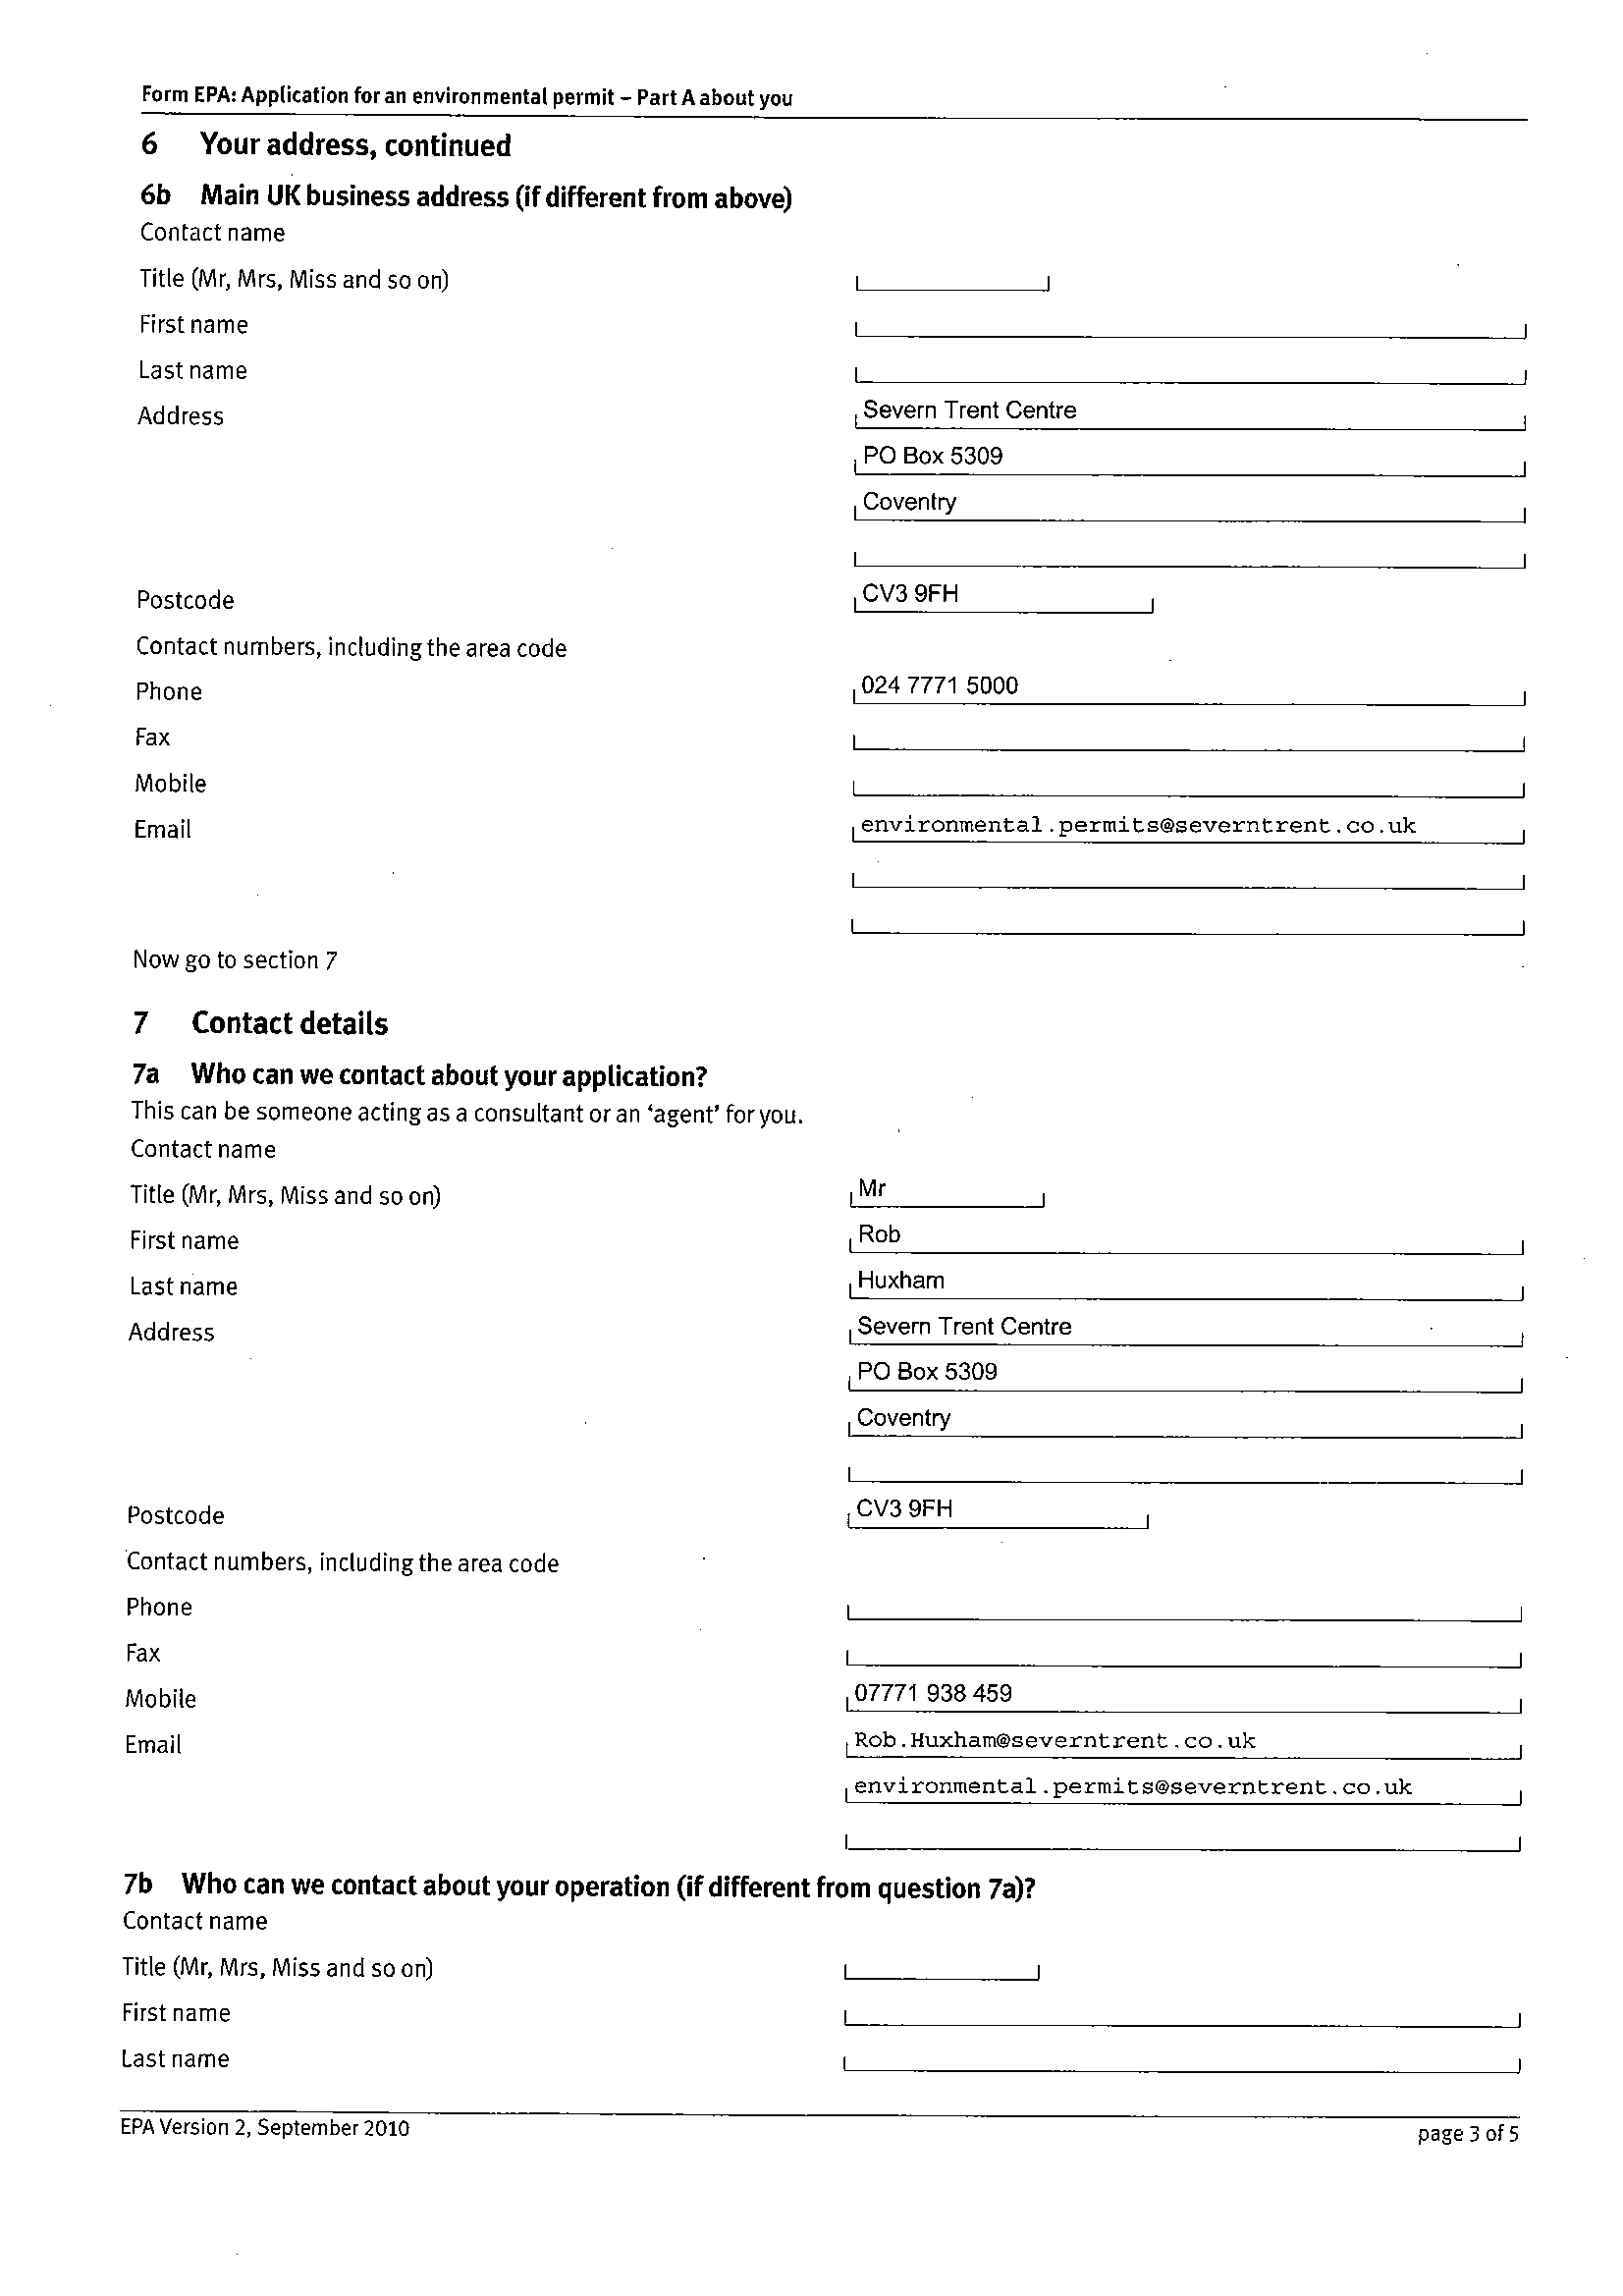 Form EPA: Application for an environmental permit – Part A about you
6 Your address, continued
6b Main UK business address (if different from above)
Contact name
Title (Mr, Mrs, Miss and so on)
First name
Last name
Address Severn Trent Centre
PO Box 5309
Coventry
Postcode CV3 9FH
Contact numbers, including the area code
Phone 024 7771 5000
Fax
Mobile
Email environmental.permits@severntrent.co.uk
Now go to section 7
7 Contact details
7a Who can we contact about your application?
This can be someone acting as a consultant or an ‘agent’ for you.
Contact name
Title (Mr, Mrs, Miss and so on) Mr
First name Rob
Last name Huxham
Address Severn Trent Centre
PO Box 5309
Coventry
Postcode CV3 9FH
Contact numbers, including the area code
Phone
Fax
Mobile 07771 938 459
Email Rob.Huxham@severntrent.co.uk
environmental.permits@severntrent.co.uk
7b Who can we contact about your operation (if different from question 7a)?
Contact name
Title (Mr, Mrs, Miss and so on)
First name
Last name
EPA Version 2, September 2010 page 3 of 5